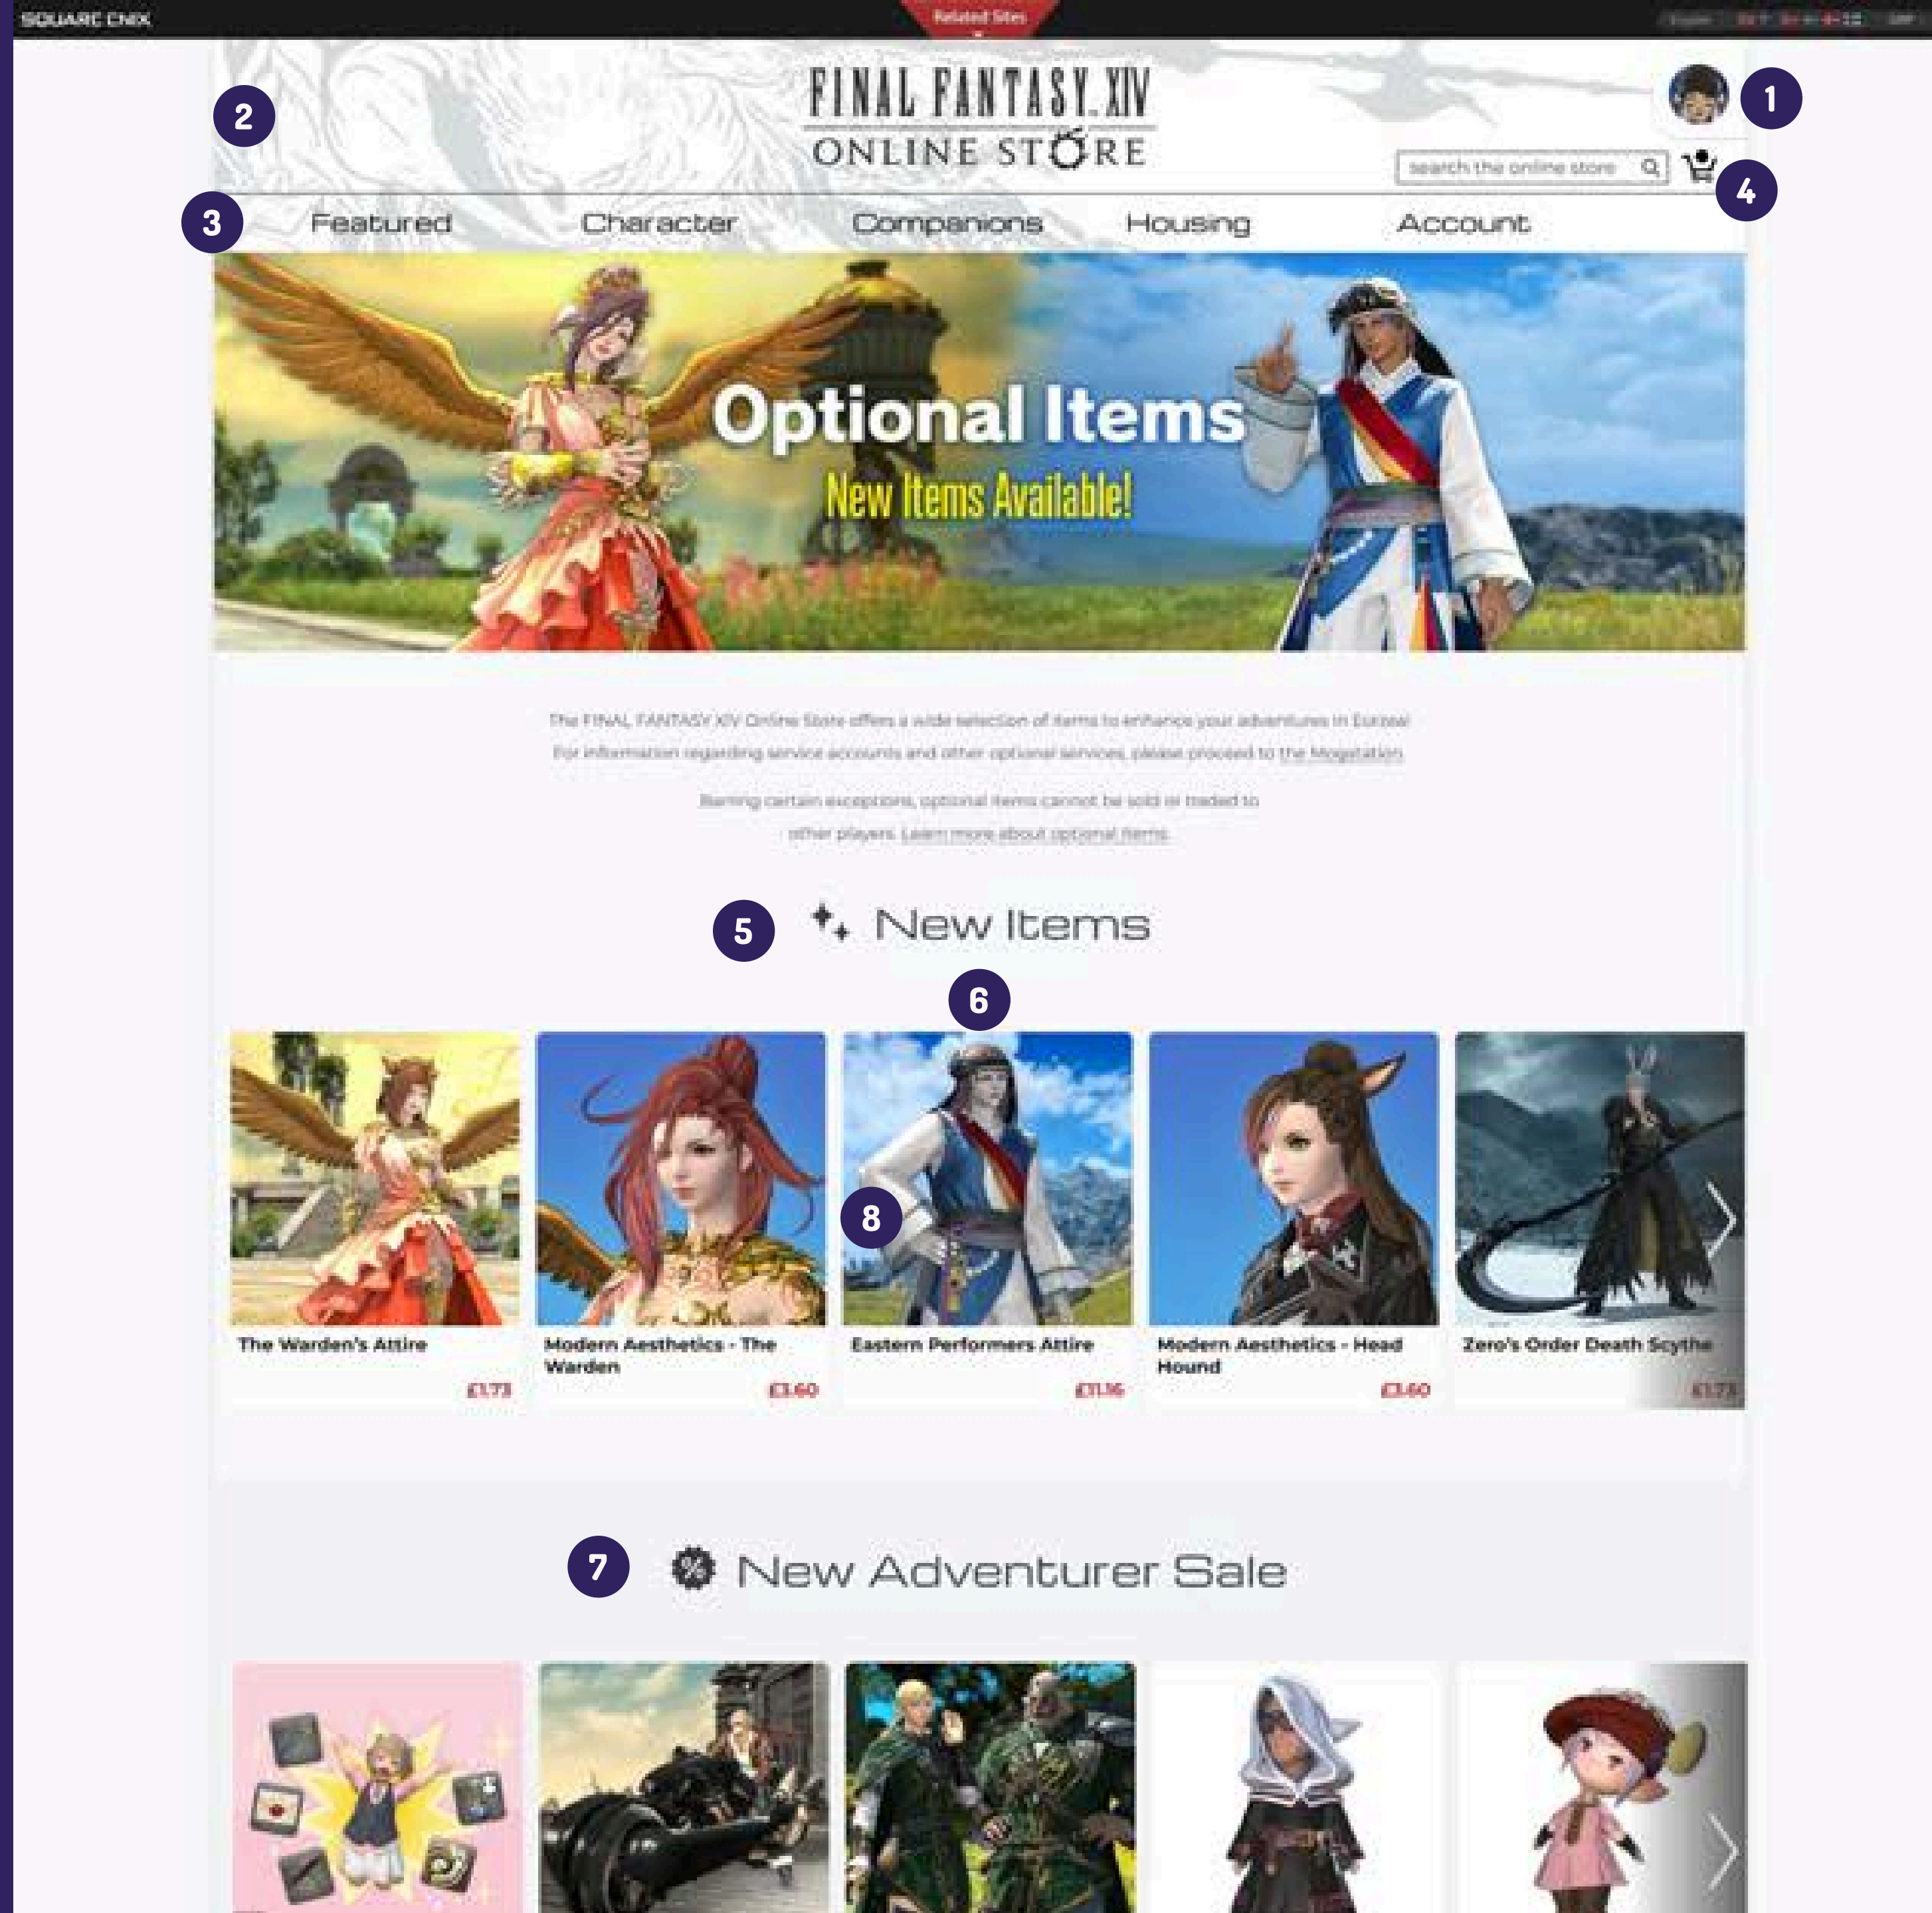 SQUARE ENIX
Related Sites
FINAL FANTASY XIV
ONLINE STORE
1
2
search the online store
4
3
Featured
Character
Companions
Housing
Account
Optional Items
New Items Available!
The FINAL FANTASY XIV Online Store offers a wide selection of items to enhance your adventures in Eorzea!
For information regarding service accounts and other optional services, please proceed to the Mogstation.
Barring certain exceptions, optional items cannot be sold or traded to
other players. Learn more about optional items.
5
New Items
6
8
The Warden's Attire
£1.73
Modern Aesthetics - The
Warden
£3.60
Eastern Performers Attire
£11.16
Modern Aesthetics - Head
Hound
£3.60
Zero's Order Death Scythe
£1.73
7
% New Adventurer Sale